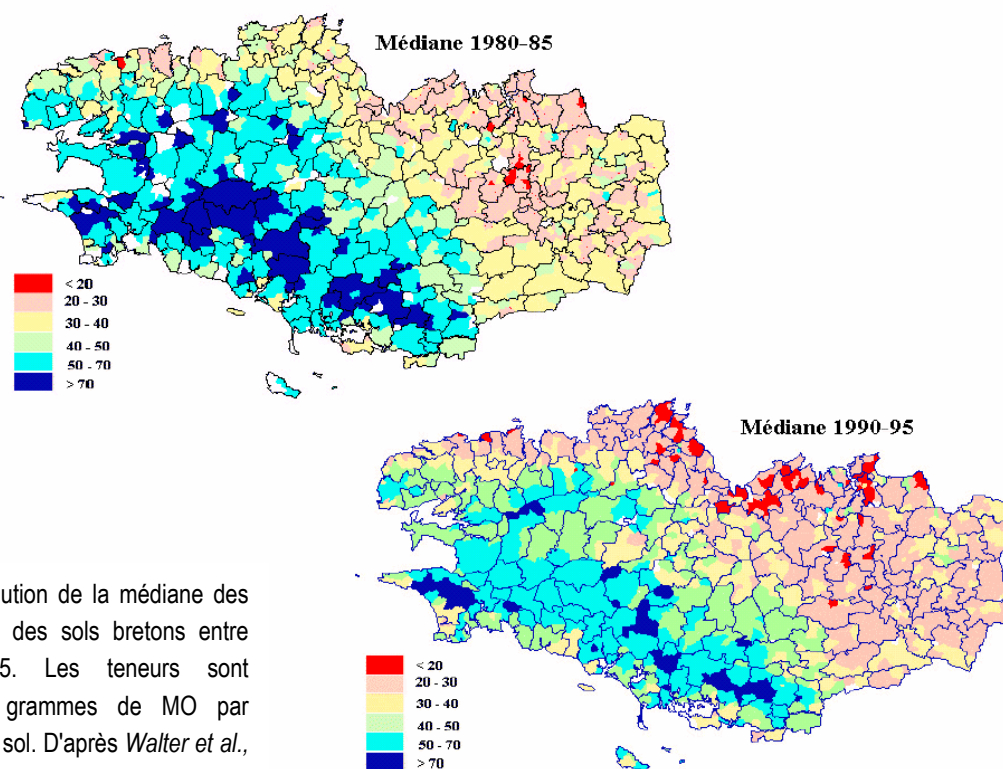 Médiane 1980-85
< 20
20 - 30
30 - 40
40 - 50
50 - 70
> 70
Médiane 1990-95
< 20
20 - 30
30 - 40
40 - 50
50 - 70
> 70
ution de la médiane des
des sols bretons entre
5. Les teneurs sont
grammes de MO par
sol. D'après Walter et al.,